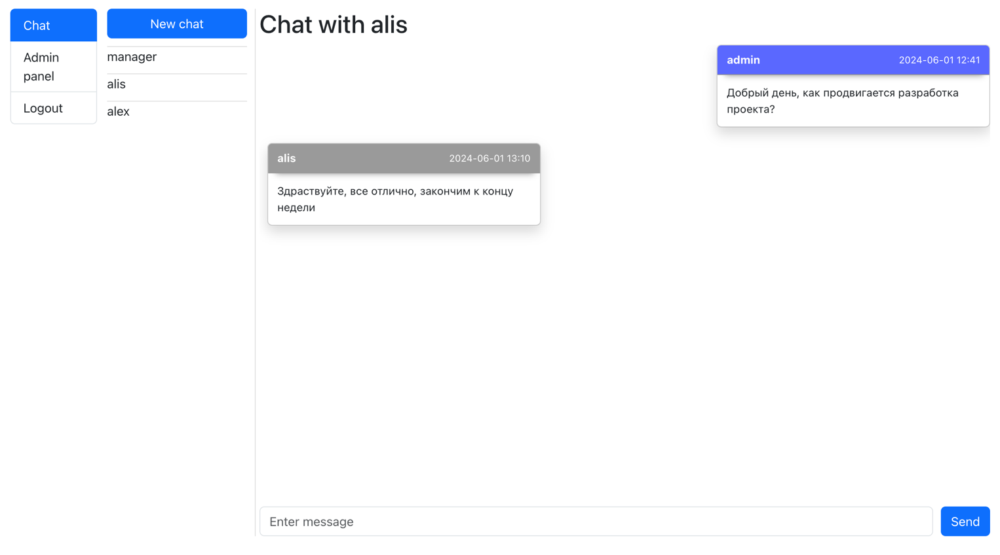 Chat
Admin
panel
Logout
New chat
manager
alis
alex
Chat with alis
admin 2024-06-01 12:41
Добрый день, как продвигается разработка
проекта?
alis 2024-06-01 13:10
Здраствуйте, все отлично, закончим к концу
недели
Enter message
Send